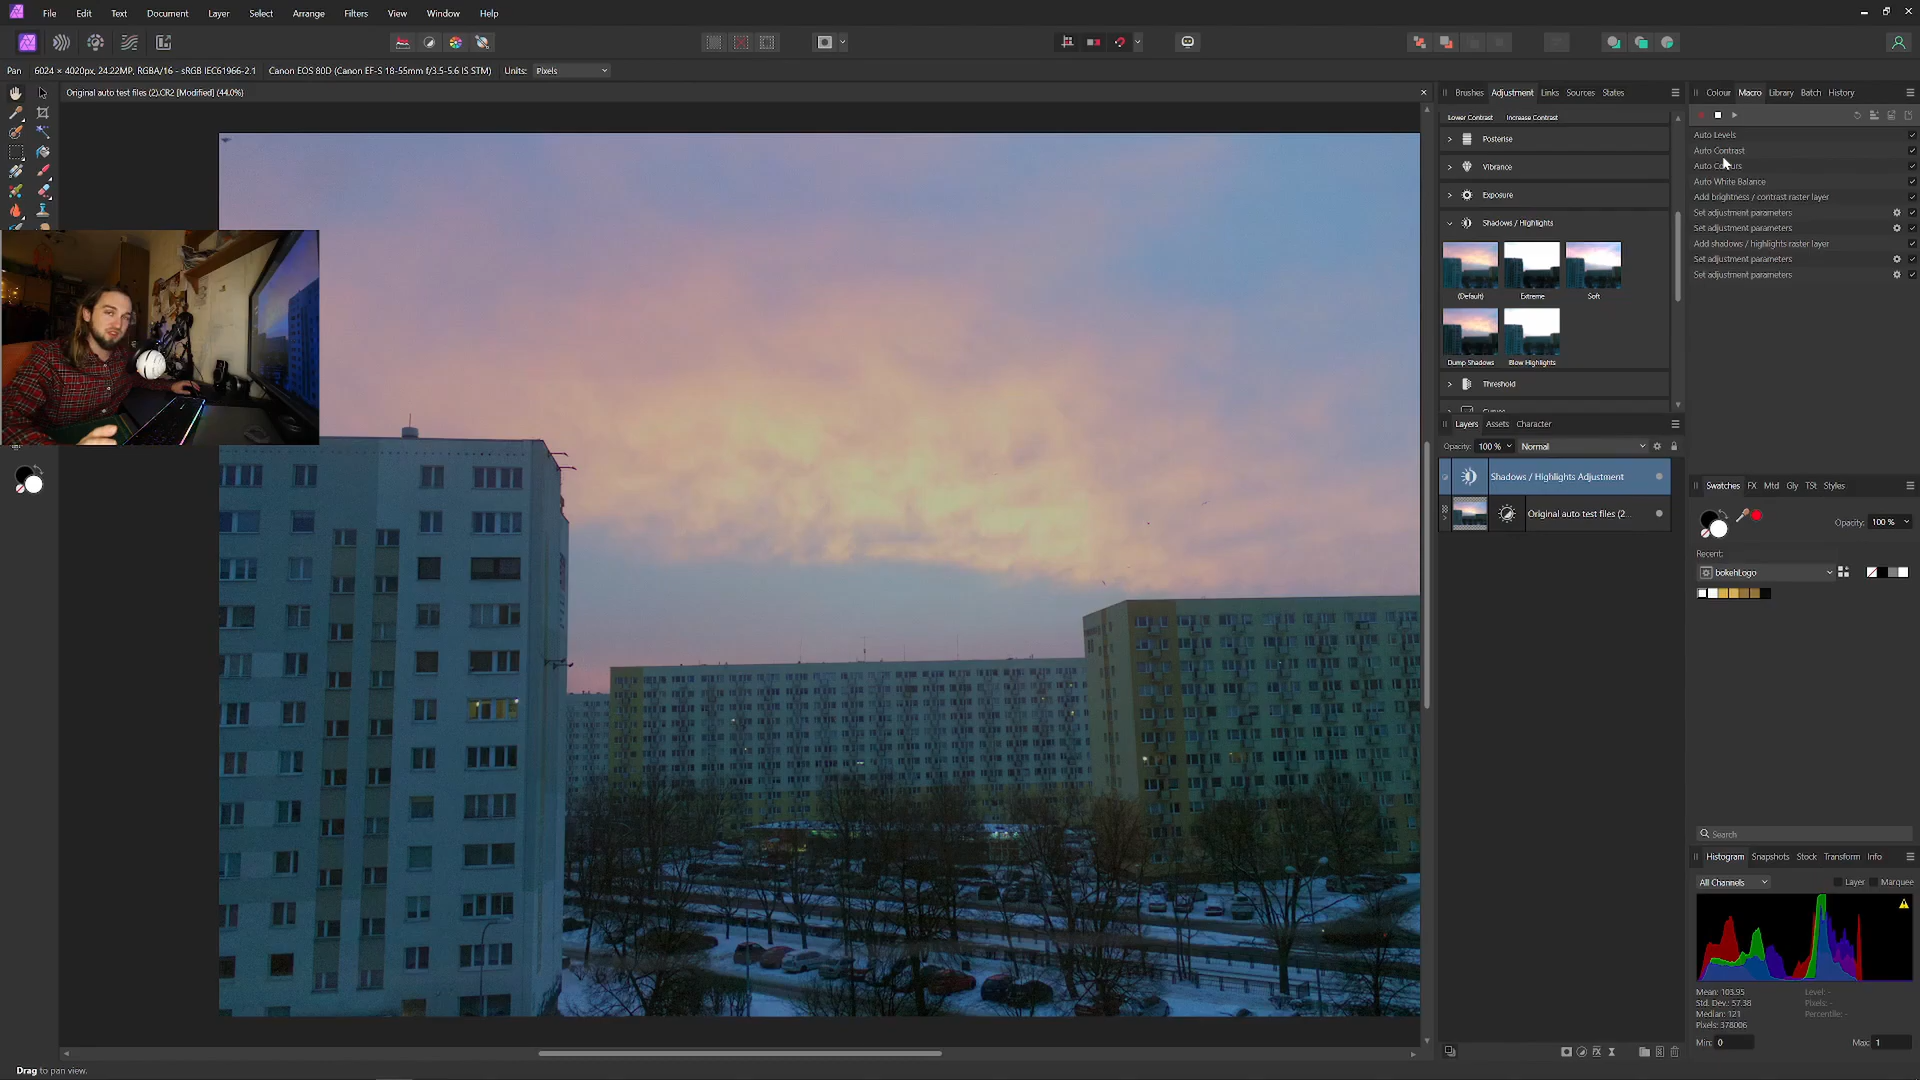 File Edit Text Document Layer Select Arrange Filters View Window Help
Pan 6024 × 4020px, 24.22MP, RGBA/16 - sRGB IEC61966-2.1 Canon EOS 80D (Canon EF-S 18-55mm f/3.5-5.6 IS STM) Units: Pixels
Original auto test files (2).CR2 [Modified] (44.0%)
Brushes Adjustment Links Sources States
Lower Contrast Increase Contrast
Posterise
Vibrance
Exposure
Shadows / Highlights
(Default) Extreme Soft
Dump Shadows Blow Highlights
Threshold
Layers Assets Character
Opacity: 100 % Normal
Shadows / Highlights Adjustment
Original auto test files (2...
Colour Macro Library Batch History
Auto Levels
Auto Contrast
Auto Colours
Auto White Balance
Add brightness / contrast raster layer
Set adjustment parameters
Set adjustment parameters
Add shadows / highlights raster layer
Set adjustment parameters
Set adjustment parameters
Swatches FX Mtd Gly TSt Styles
Opacity: 100 %
Recent:
bokehLogo
Search
Histogram Snapshots Stock Transform Info
All Channels Layer Marquee
Mean: 103.95 Level: -
Std. Dev.: 57.38 Pixels: -
Median: 121 Percentile: -
Pixels: 378006
Min: 0 Max: 1
Drag to pan view.